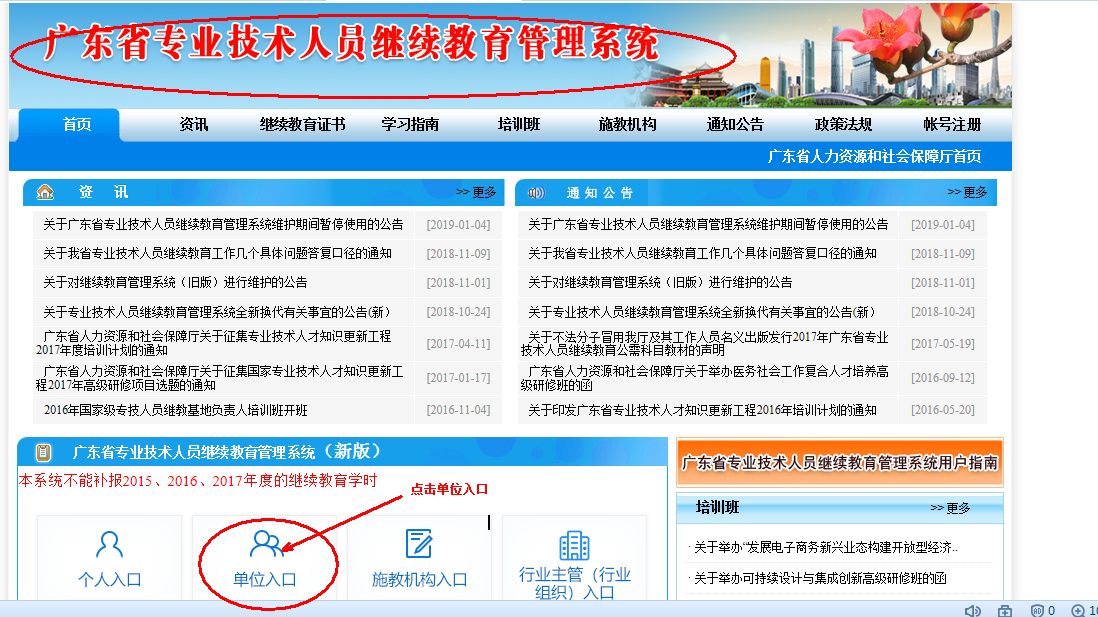 广东省专业技术人员继续教育管理系统
首页 资讯 继续教育证书 学习指南 培训班 施教机构 通知公告 政策法规 帐号注册
广东省人力资源和社会保障厅首页
资 讯 >> 更多
关于广东省专业技术人员继续教育管理系统维护期间暂停使用的公告 [2019-01-04]
关于我省专业技术人员继续教育工作几个具体问题答复口径的通知 [2018-11-09]
关于对继续教育管理系统（旧版）进行维护的公告 [2018-11-01]
关于专业技术人员继续教育管理系统全新换代有关事宜的公告(新） [2018-10-24]
广东省人力资源和社会保障厅关于征集专业技术人才知识更新工程
2017年度培训计划的通知 [2017-04-11]
广东省人力资源和社会保障厅关于征集国家专业技术人才知识更新工
程2017年高级研修项目选题的通知 [2017-01-17]
2016年国家级专技人员继教基地负责人培训班开班 [2016-11-04]
通知公告 >> 更多
关于广东省专业技术人员继续教育管理系统维护期间暂停使用的公告 [2019-01-04]
关于我省专业技术人员继续教育工作几个具体问题答复口径的通知 [2018-11-09]
关于对继续教育管理系统（旧版）进行维护的公告 [2018-11-01]
关于专业技术人员继续教育管理系统全新换代有关事宜的公告(新） [2018-10-24]
关于不法分子冒用我厅及其工作人员名义出版发行2017年广东省专业
技术人员继续教育公需科目教材的声明 [2017-05-19]
广东省人力资源和社会保障厅关于举办医务社会工作复合人才培养高
级研修班的函 [2016-09-12]
关于印发广东省专业技术人才知识更新工程2016年培训计划的通知 [2016-05-20]
广东省专业技术人员继续教育管理系统（新版）
本系统不能补报2015、2016、2017年度的继续教育学时
点击单位入口
个人入口 单位入口 施教机构入口 行业主管（行业
组织）入口
广东省专业技术人员继续教育管理系统用户指南
培训班 >> 更多
·关于举办“发展电子商务新兴业态构建开放型经济..
·关于举办可持续设计与集成创新高级研修班的函
0 10